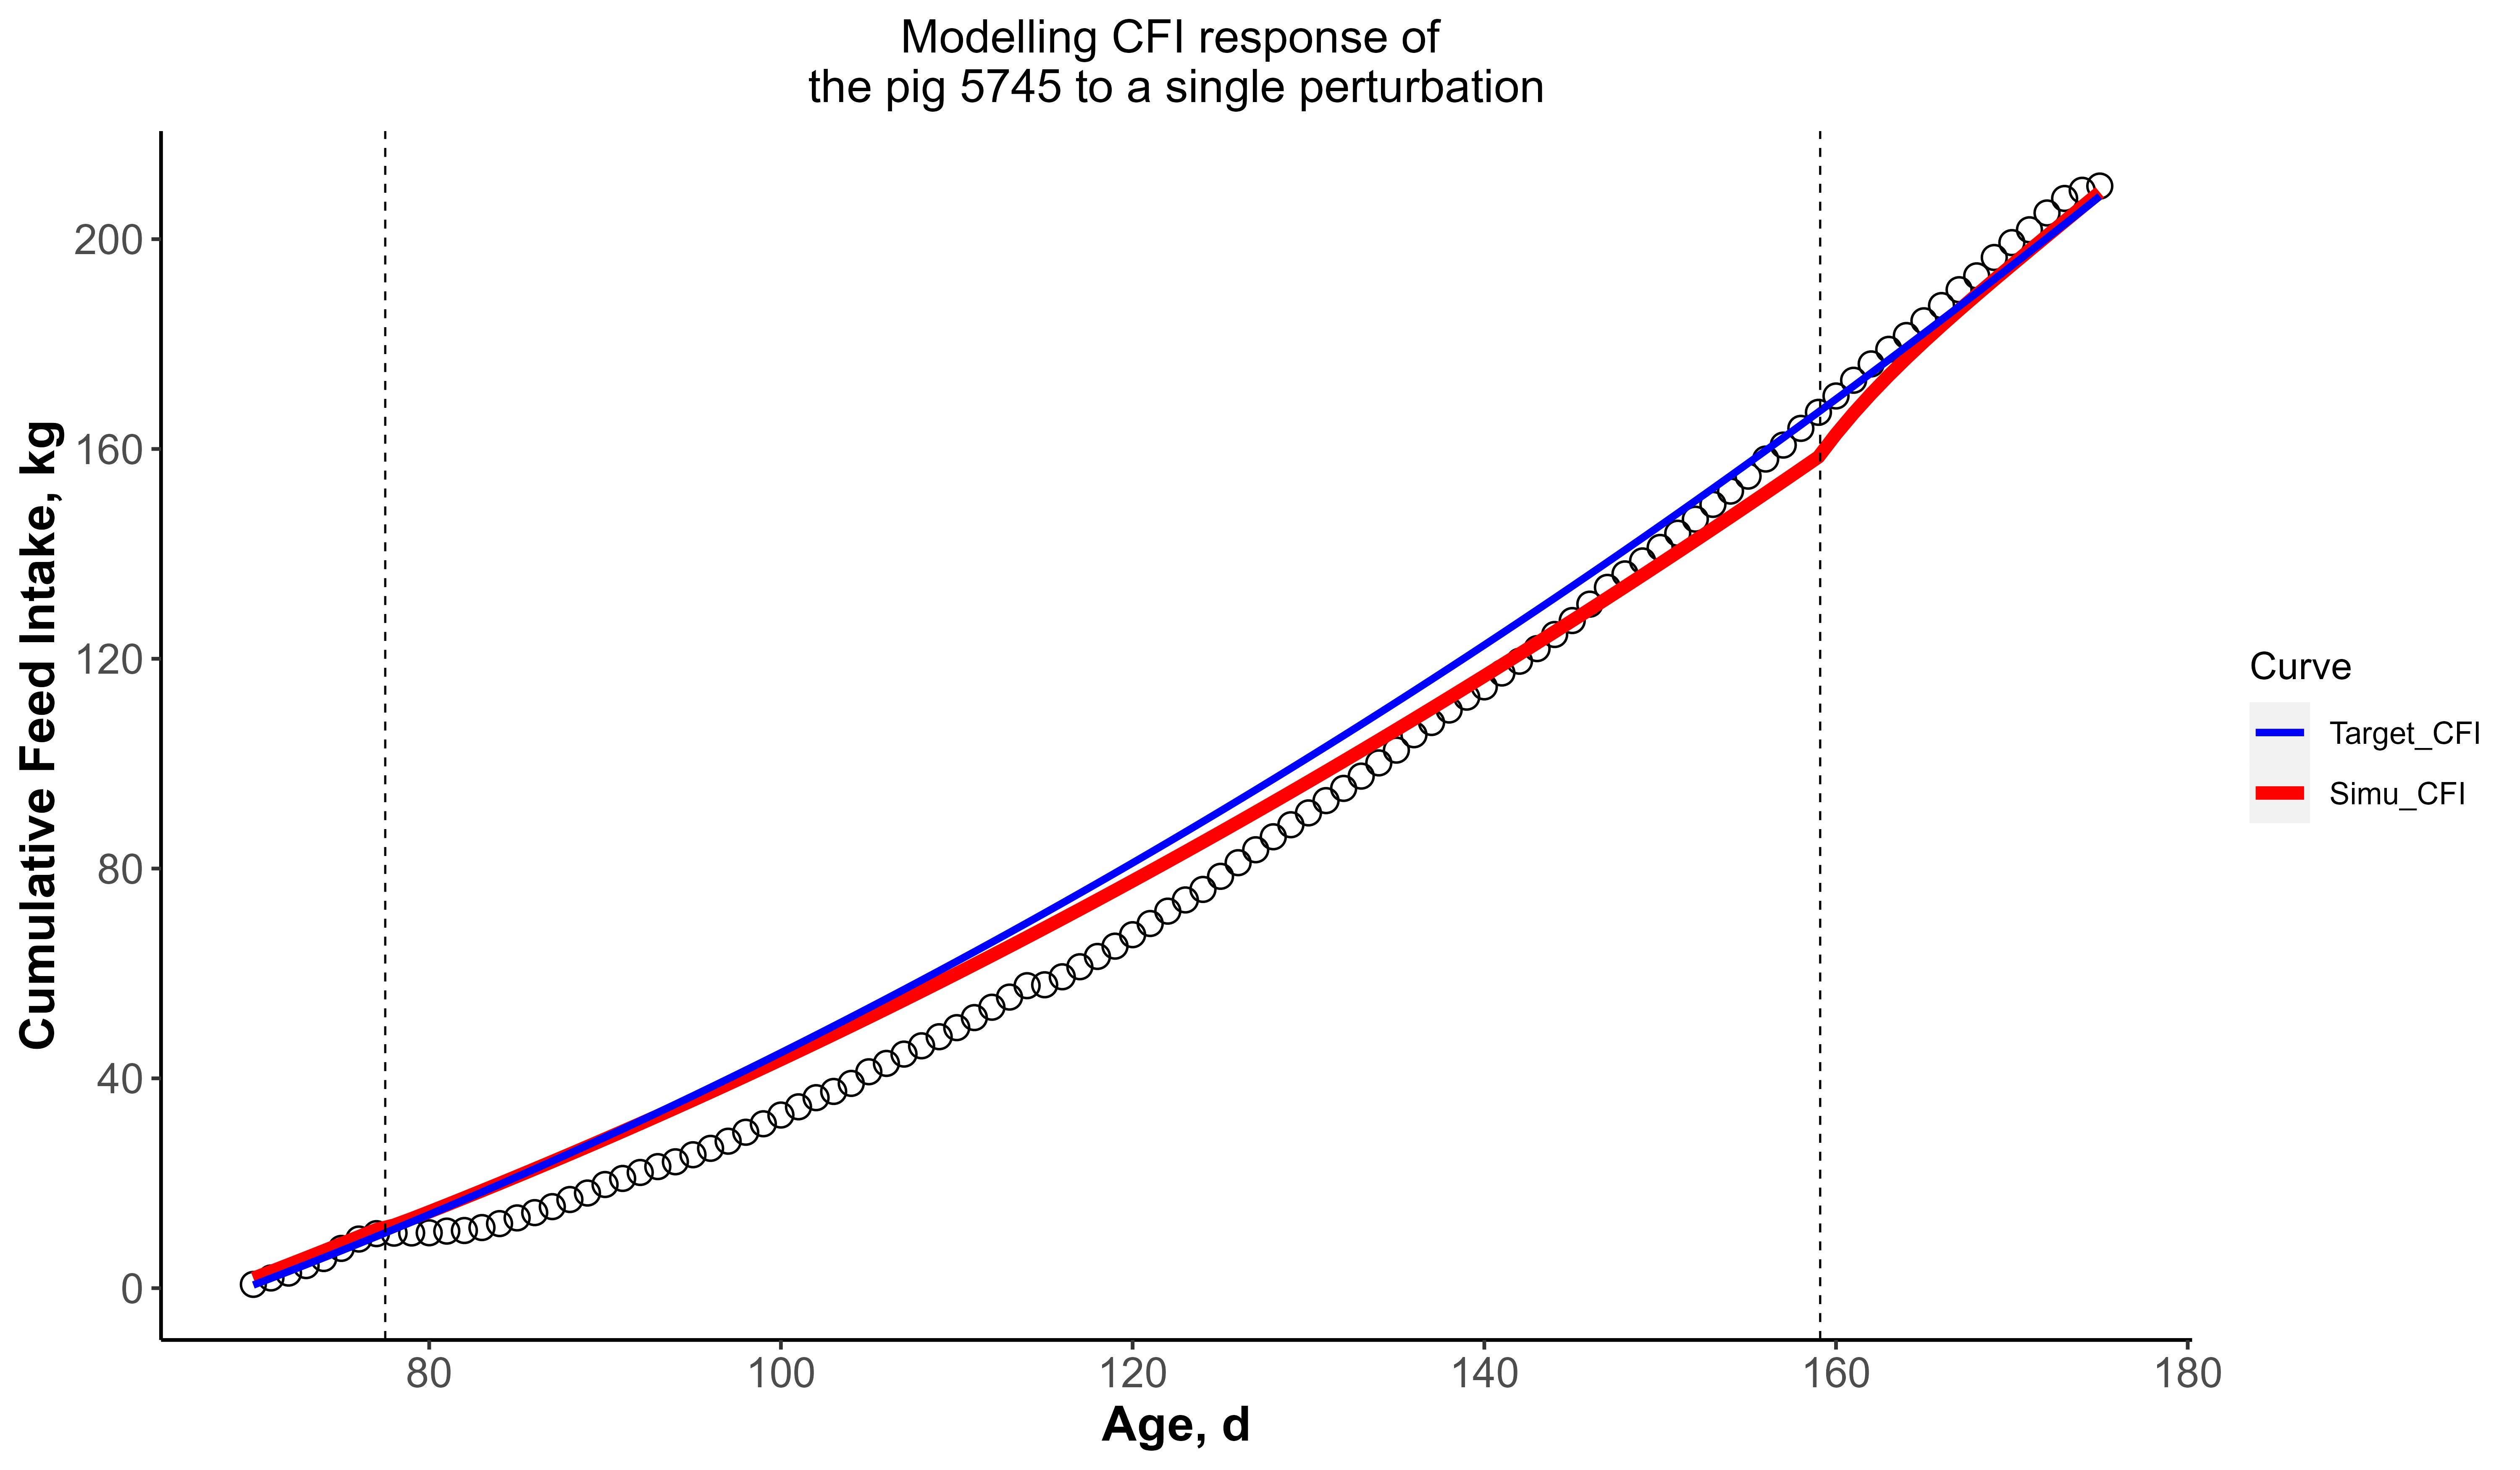 Modelling CFI response of
the pig 5745 to a single perturbation
Cumulative Feed Intake, kg
200
160
120
80
40
0
80
100
120
140
160
180
Age, d
Curve
Target_CFI
Simu_CFI